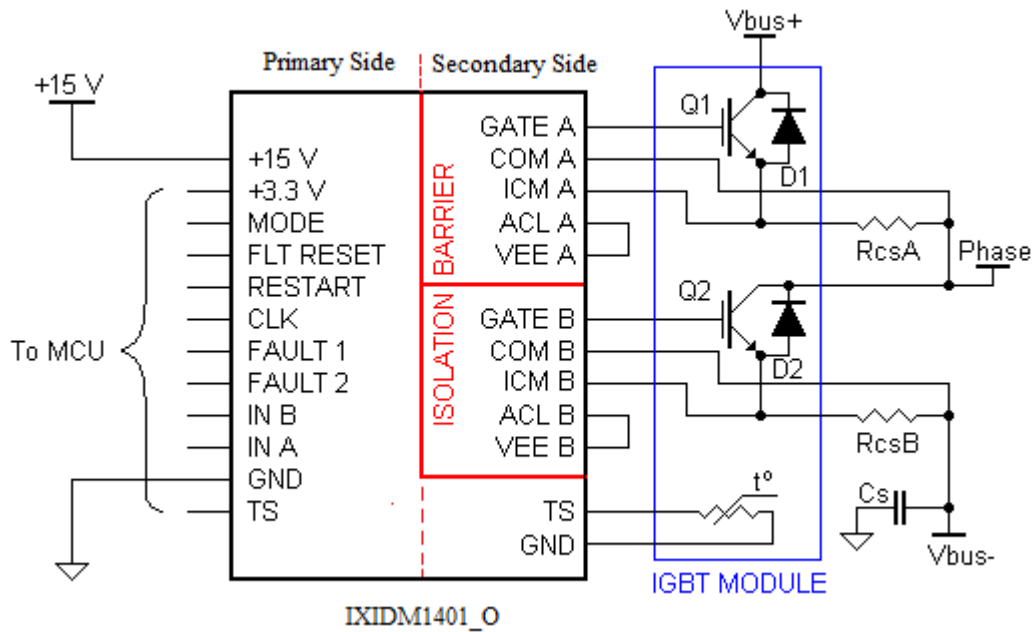 Vbus+
Primary Side
Secondary Side
+15 V
Q1
GATE A
+15 V
COM A
+3.3 V
ICM A
D1
MODE
ACL A
RcsA
FLT RESET
VEE A
Phase
RESTART
Q2
CLK
GATE B
To MCU
FAULT 1
COM B
FAULT 2
ICM B
D2
IN B
ACL B
IN A
VEE B
RcsB
ISOLATION BARRIER
GND
t°
Cs
TS
TS
GND
Vbus-
IGBT MODULE
IXIDM1401_O